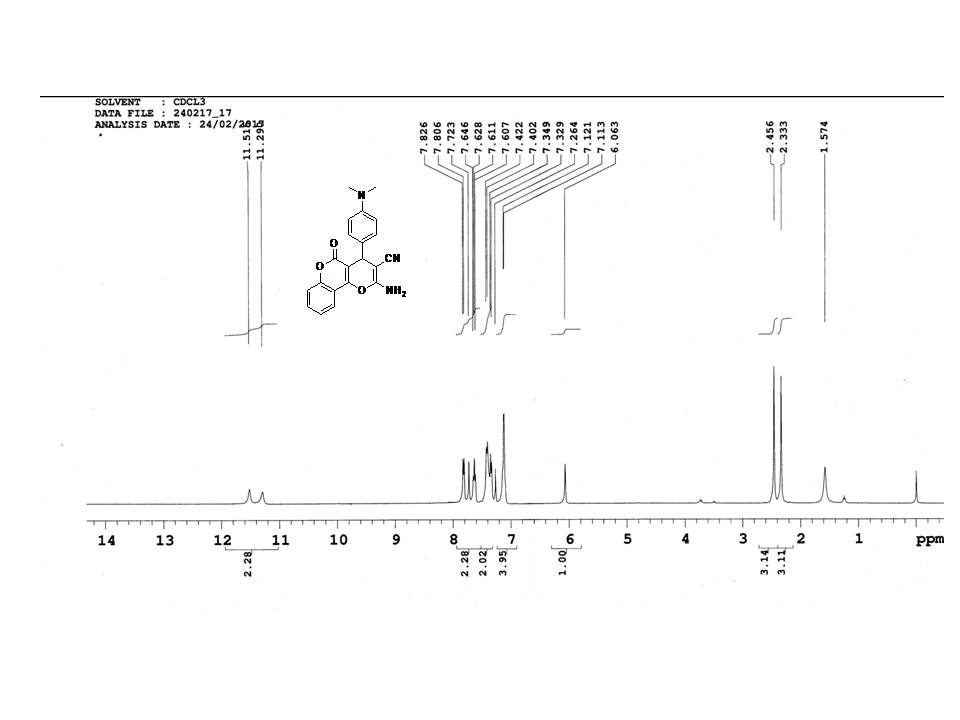 SOLVENT : CDCL3
DATA FILE : 240217_17
ANALYSIS DATE : 24/02/2017
11.51
11.29
7.826
7.806
7.723
7.646
7.628
7.611
7.607
7.422
7.402
7.349
7.329
7.264
7.121
7.113
6.063
2.456
2.333
1.574
N
O
O
CN
O
NH2
14 13 12 11 10 9 8 7 6 5 4 3 2 1 ppm
2.28
2.28
2.02
3.95
1.00
3.14
3.11